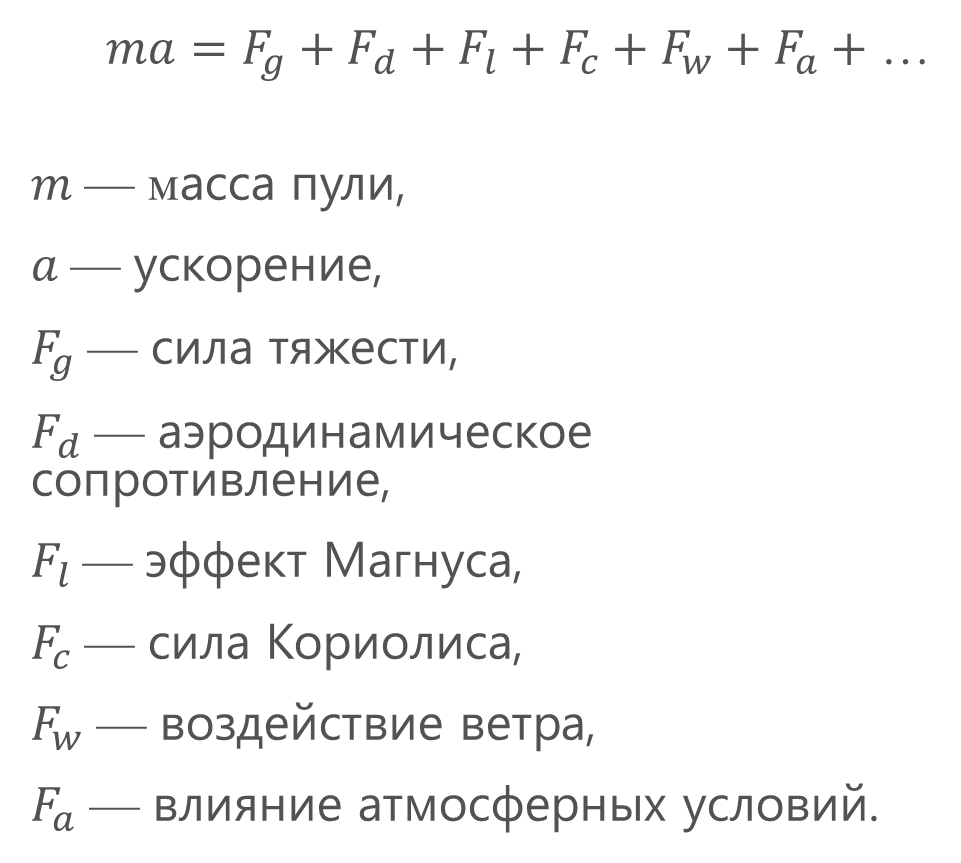 ma = F_g + F_d + F_l + F_c + F_w + F_a + …
m — масса пули,
a — ускорение,
F_g — сила тяжести,
F_d — аэродинамическое
сопротивление,
F_l — эффект Магнуса,
F_c — сила Кориолиса,
F_w — воздействие ветра,
F_a — влияние атмосферных условий.